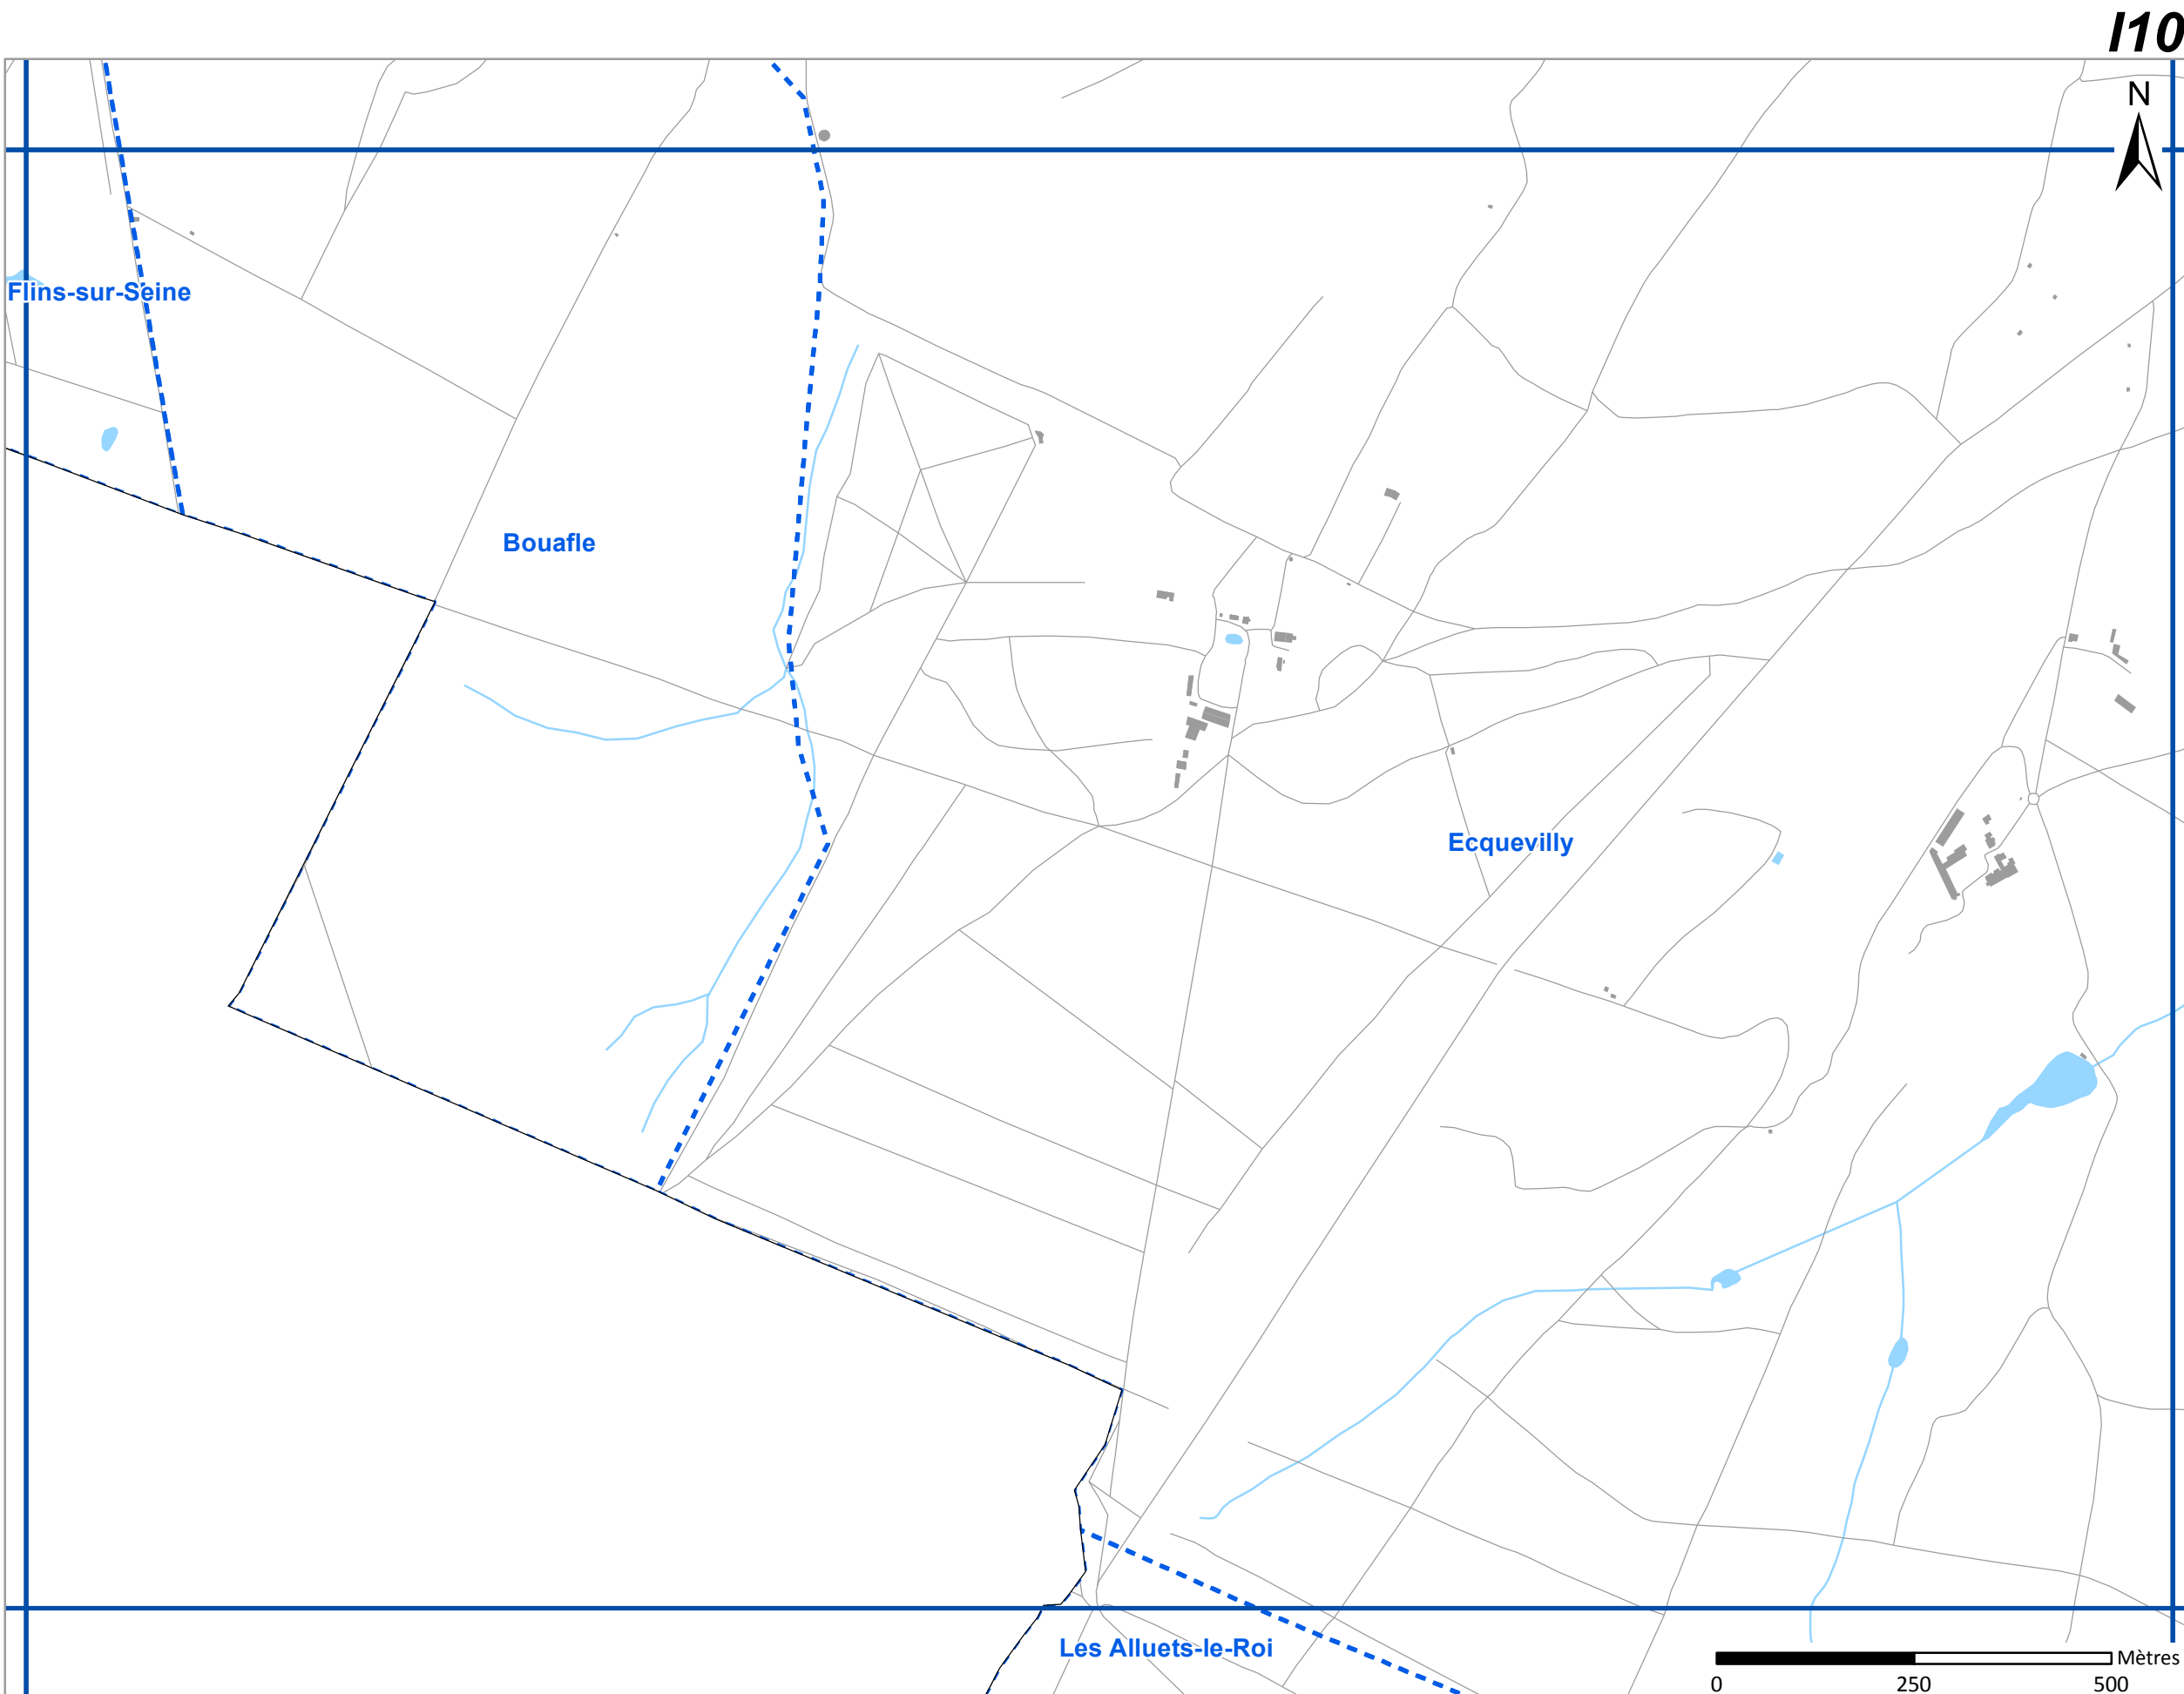 I10
N
Flins-sur-Seine
Bouafle
Ecquevilly
Les Alluets-le-Roi
Mètres
0 250 500